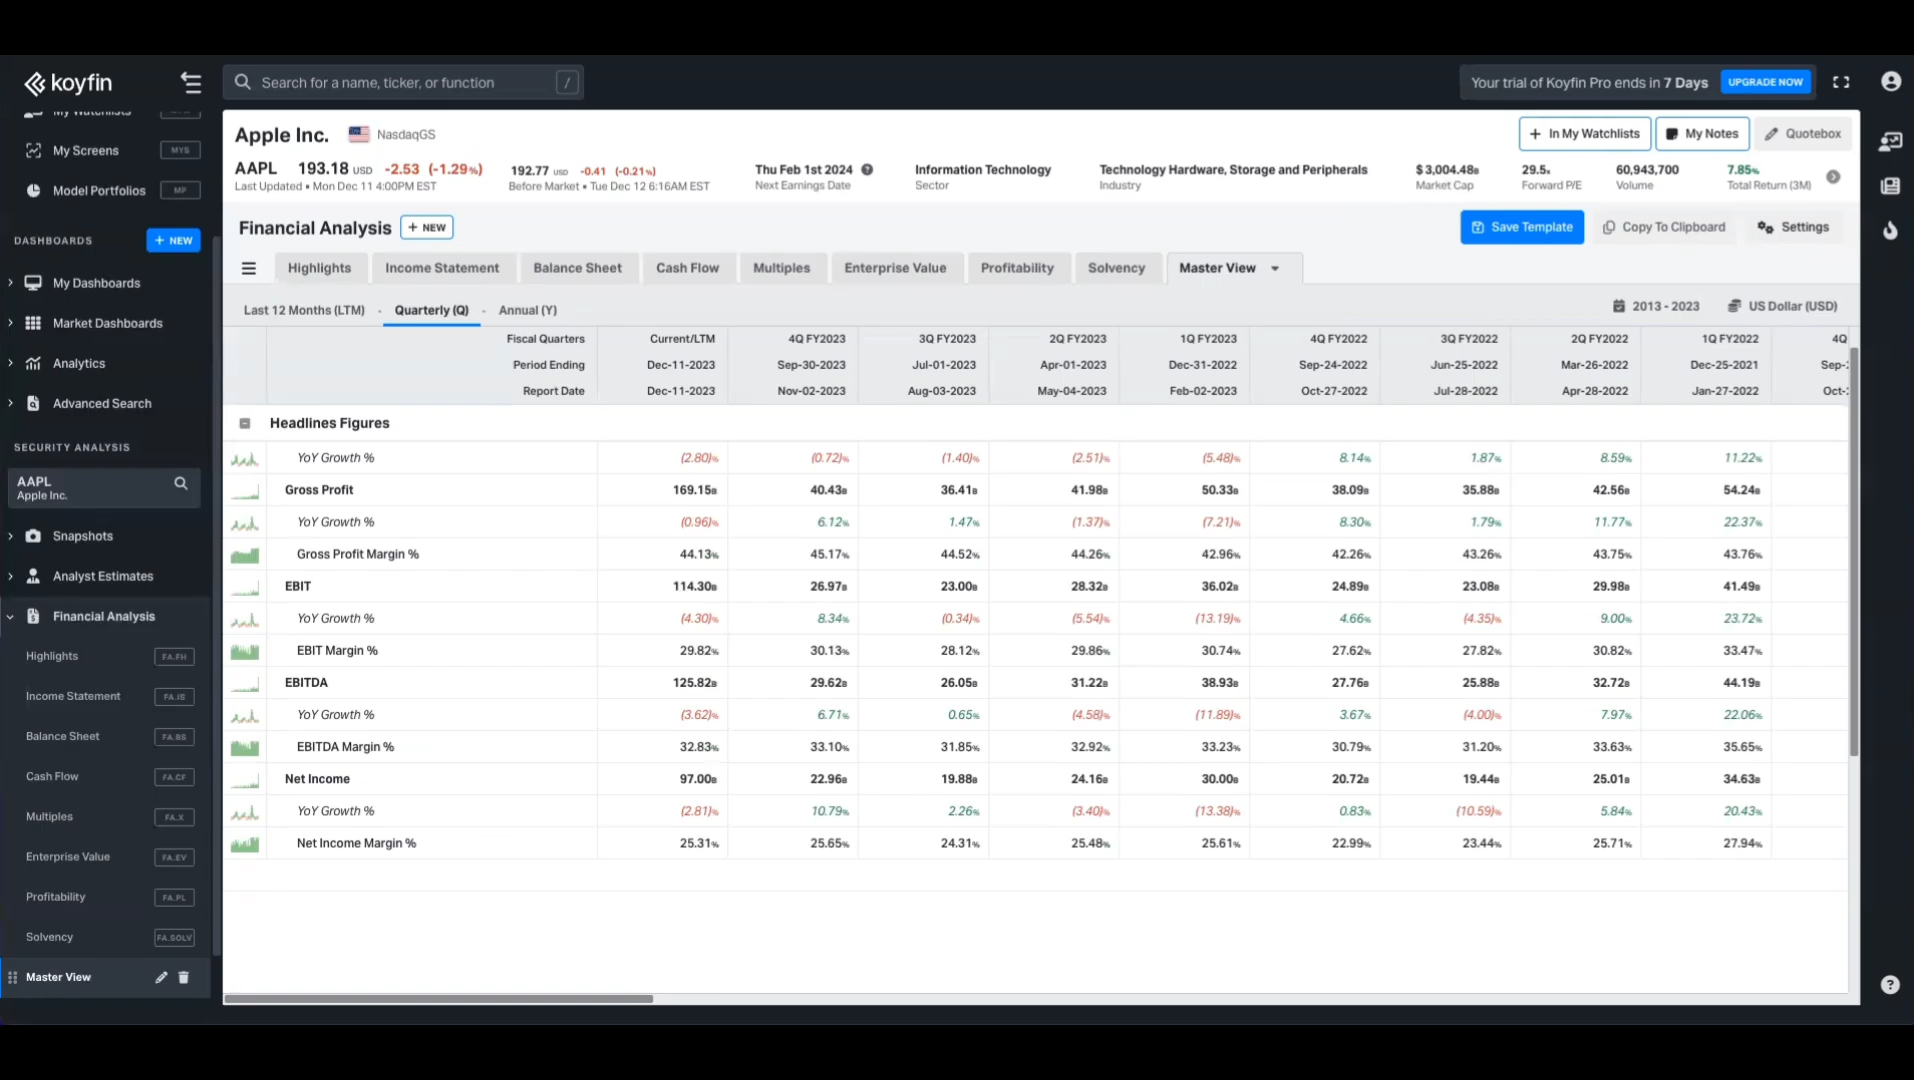 koyfin
Search for a name, ticker, or function /
Your trial of Koyfin Pro ends in 7 Days UPGRADE NOW
My Watchlists
My Screens MYS
Model Portfolios MP
DASHBOARDS + NEW
My Dashboards
Market Dashboards
Analytics
Advanced Search
SECURITY ANALYSIS
AAPL
Apple Inc.
Snapshots
Analyst Estimates
Financial Analysis
Highlights FA.FH
Income Statement FA.IS
Balance Sheet FA.BS
Cash Flow FA.CF
Multiples FA.X
Enterprise Value FA.EV
Profitability FA.PL
Solvency FA.SOLV
Master View
Apple Inc. NasdaqGS
+ In My Watchlists My Notes Quotebox
AAPL 193.18 USD -2.53 (-1.29%) 192.77 USD -0.41 (-0.21%) Thu Feb 1st 2024 ? Information Technology Technology Hardware, Storage and Peripherals $ 3,004.48B 29.5x 60,943,700 7.85%
Last Updated • Mon Dec 11 4:00PM EST Before Market • Tue Dec 12 6:16AM EST Next Earnings Date Sector Industry Market Cap Forward P/E Volume Total Return (3M)
Financial Analysis + NEW Save Template Copy To Clipboard Settings
Highlights Income Statement Balance Sheet Cash Flow Multiples Enterprise Value Profitability Solvency Master View
Last 12 Months (LTM) · Quarterly (Q) · Annual (Y) 2013 - 2023 US Dollar (USD)
Fiscal Quarters Current/LTM 4Q FY2023 3Q FY2023 2Q FY2023 1Q FY2023 4Q FY2022 3Q FY2022 2Q FY2022 1Q FY2022 4Q
Period Ending Dec-11-2023 Sep-30-2023 Jul-01-2023 Apr-01-2023 Dec-31-2022 Sep-24-2022 Jun-25-2022 Mar-26-2022 Dec-25-2021 Sep-
Report Date Dec-11-2023 Nov-02-2023 Aug-03-2023 May-04-2023 Feb-02-2023 Oct-27-2022 Jul-28-2022 Apr-28-2022 Jan-27-2022 Oct-
Headlines Figures
YoY Growth % (2.80)% (0.72)% (1.40)% (2.51)% (5.48)% 8.14% 1.87% 8.59% 11.22%
Gross Profit 169.15B 40.43B 36.41B 41.98B 50.33B 38.09B 35.88B 42.56B 54.24B
YoY Growth % (0.96)% 6.12% 1.47% (1.37)% (7.21)% 8.30% 1.79% 11.77% 22.37%
Gross Profit Margin % 44.13% 45.17% 44.52% 44.26% 42.96% 42.26% 43.26% 43.75% 43.76%
EBIT 114.30B 26.97B 23.00B 28.32B 36.02B 24.89B 23.08B 29.98B 41.49B
YoY Growth % (4.30)% 8.34% (0.34)% (5.54)% (13.19)% 4.66% (4.35)% 9.00% 23.72%
EBIT Margin % 29.82% 30.13% 28.12% 29.86% 30.74% 27.62% 27.82% 30.82% 33.47%
EBITDA 125.82B 29.62B 26.05B 31.22B 38.93B 27.76B 25.88B 32.72B 44.19B
YoY Growth % (3.62)% 6.71% 0.65% (4.58)% (11.89)% 3.67% (4.00)% 7.97% 22.06%
EBITDA Margin % 32.83% 33.10% 31.85% 32.92% 33.23% 30.79% 31.20% 33.63% 35.65%
Net Income 97.00B 22.96B 19.88B 24.16B 30.00B 20.72B 19.44B 25.01B 34.63B
YoY Growth % (2.81)% 10.79% 2.26% (3.40)% (13.38)% 0.83% (10.59)% 5.84% 20.43%
Net Income Margin % 25.31% 25.65% 24.31% 25.48% 25.61% 22.99% 23.44% 25.71% 27.94%
?